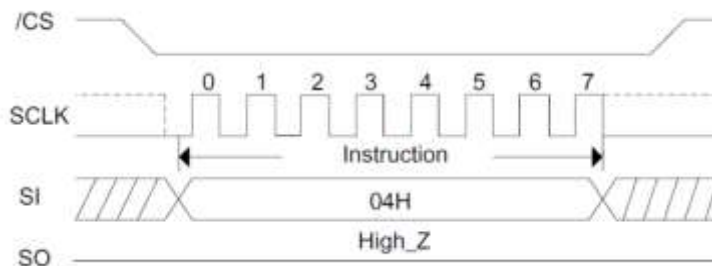 /CS
0 1 2 3 4 5 6 7
SCLK
Instruction
SI
04H
High_Z
SO